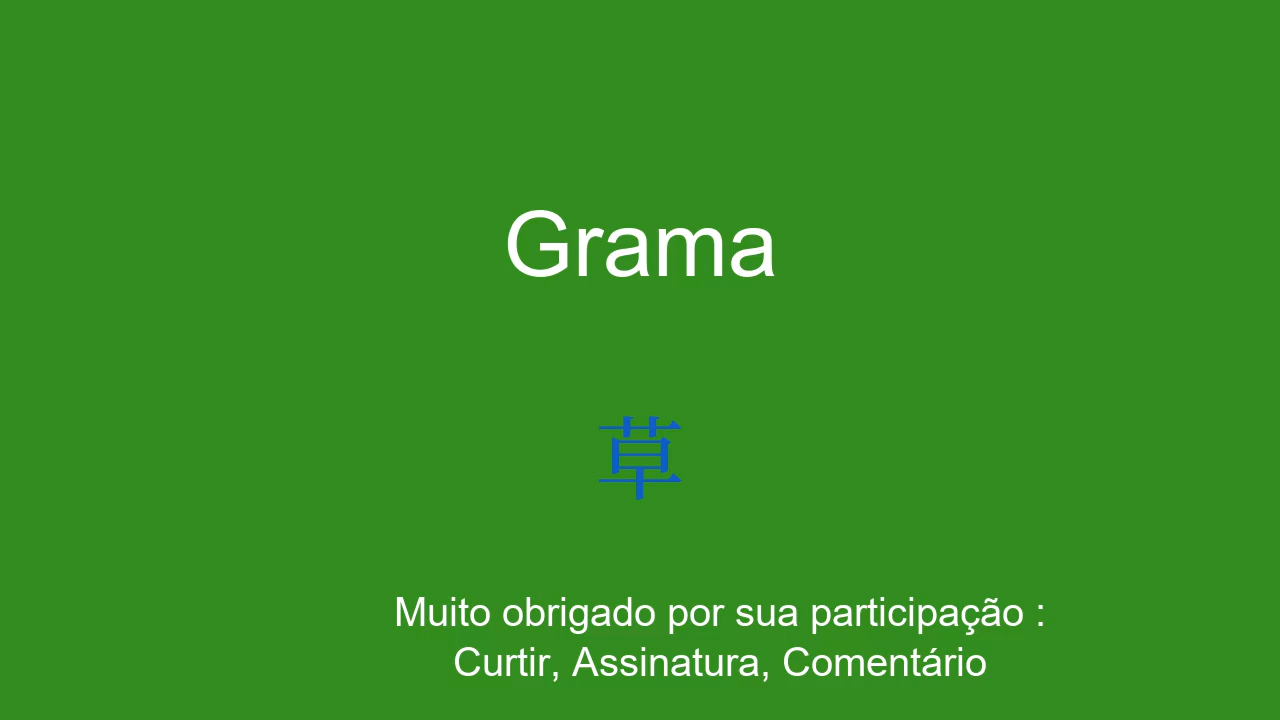 Grama
草
Muito obrigado por sua participação :
Curtir, Assinatura, Comentário